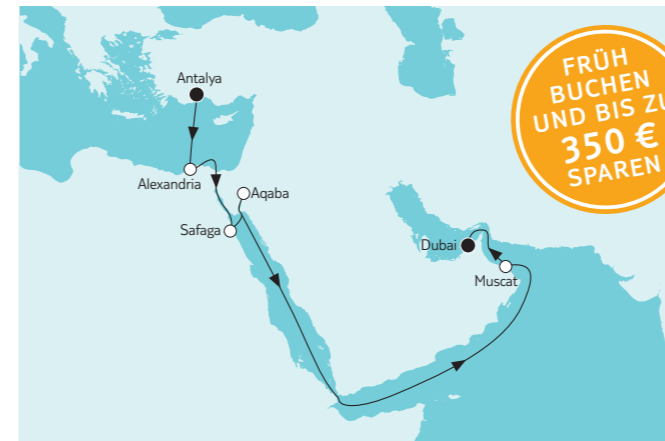 Antalya
Alexandria
Aqaba
Safaga
Dubai
Muscat
FRÜH
BUCHEN
UND BIS ZU
350 €
SPAREN